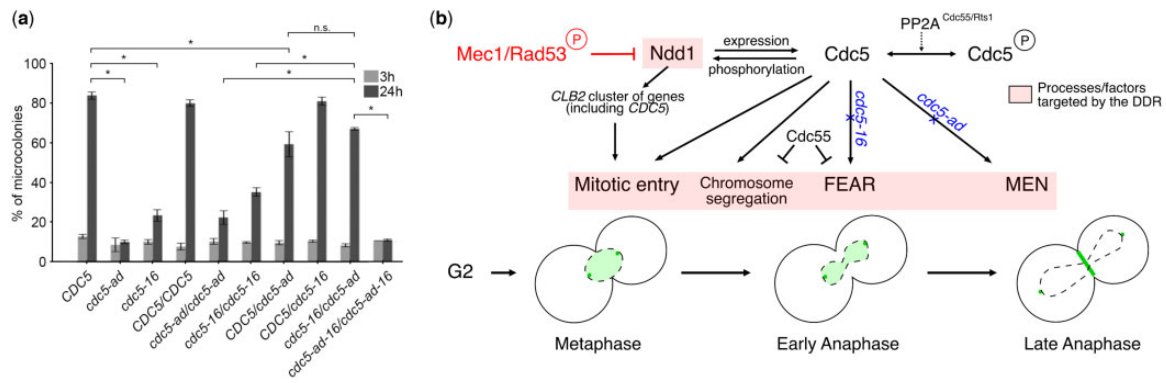 (a)
n.s.
*
*
*
*
*
*
3h
24h
% of microcolonies
100
80
60
40
20
0
CDC5
cdc5-ad
cdc5-16
CDC5/CDC5
cdc5-ad/cdc5-ad
cdc5-16/cdc5-16
CDC5/cdc5-ad
CDC5/cdc5-16
cdc5-16/cdc5-ad
cdc5-ad-16/cdc5-ad-16
(b)
PP2A Cdc55/Rts1
Mec1/Rad53 P
Ndd1
expression
phosphorylation
Cdc5
Cdc5 P
CLB2 cluster of genes
(including CDC5)
cdc5-16
cdc5-ad
Processes/factors
targeted by the DDR
Cdc55
Mitotic entry
Chromosome
segregation
FEAR
MEN
G2
Metaphase
Early Anaphase
Late Anaphase